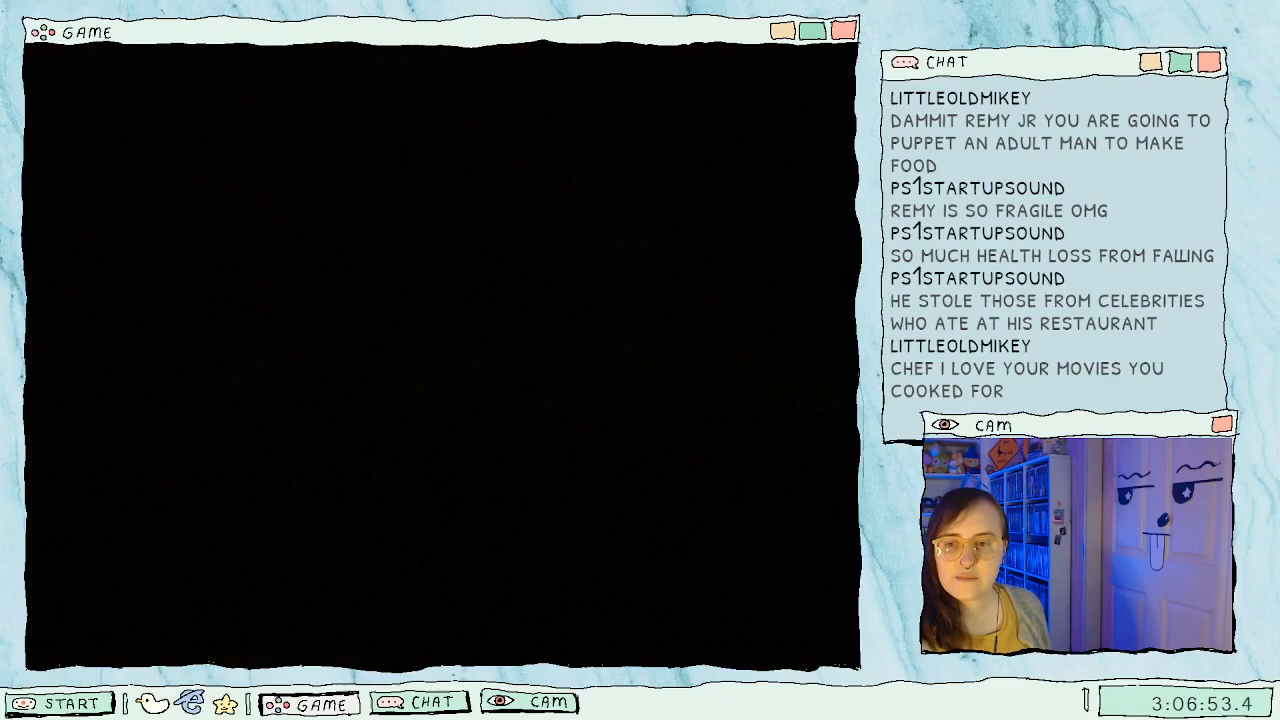 GAME
CHAT
LITTLEOLDMIKEY
DAMMIT REMY JR YOU ARE GOING TO
PUPPET AN ADULT MAN TO MAKE
FOOD
PS1STARTUPSOUND
REMY IS SO FRAGILE OMG
PS1STARTUPSOUND
SO MUCH HEALTH LOSS FROM FALLING
PS1STARTUPSOUND
HE STOLE THOSE FROM CELEBRITIES
WHO ATE AT HIS RESTAURANT
LITTLEOLDMIKEY
CHEF I LOVE YOUR MOVIES YOU
COOKED FOR
CAM
START
GAME
CHAT
CAM
3:06:53.4